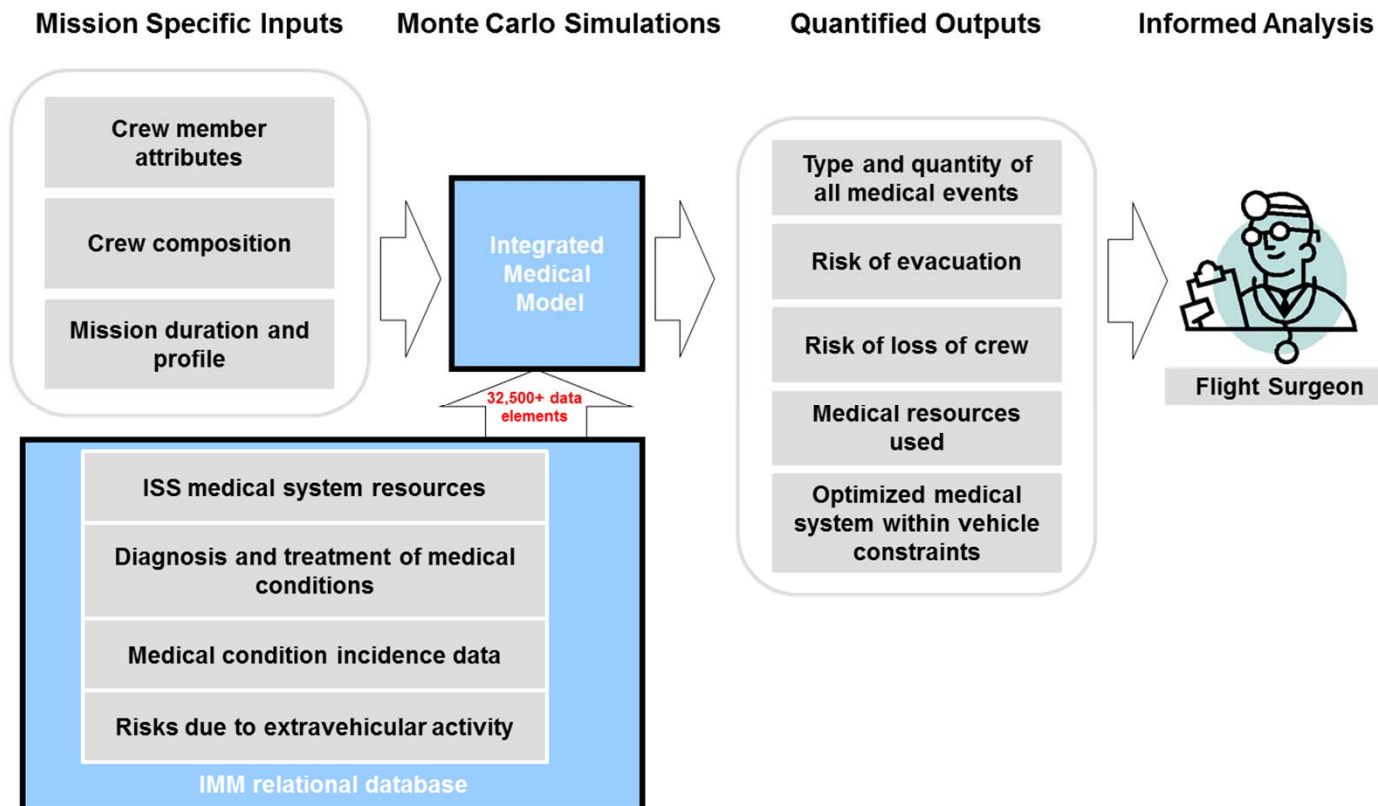 Mission Specific Inputs
Monte Carlo Simulations
Quantified Outputs
Informed Analysis
Crew member
attributes
Crew composition
Mission duration and
profile
Integrated
Medical
Model
32,500+ data
elements
ISS medical system resources
Diagnosis and treatment of medical
conditions
Medical condition incidence data
Risks due to extravehicular activity
IMM relational database
Type and quantity of
all medical events
Risk of evacuation
Risk of loss of crew
Medical resources
used
Optimized medical
system within vehicle
constraints
Flight Surgeon